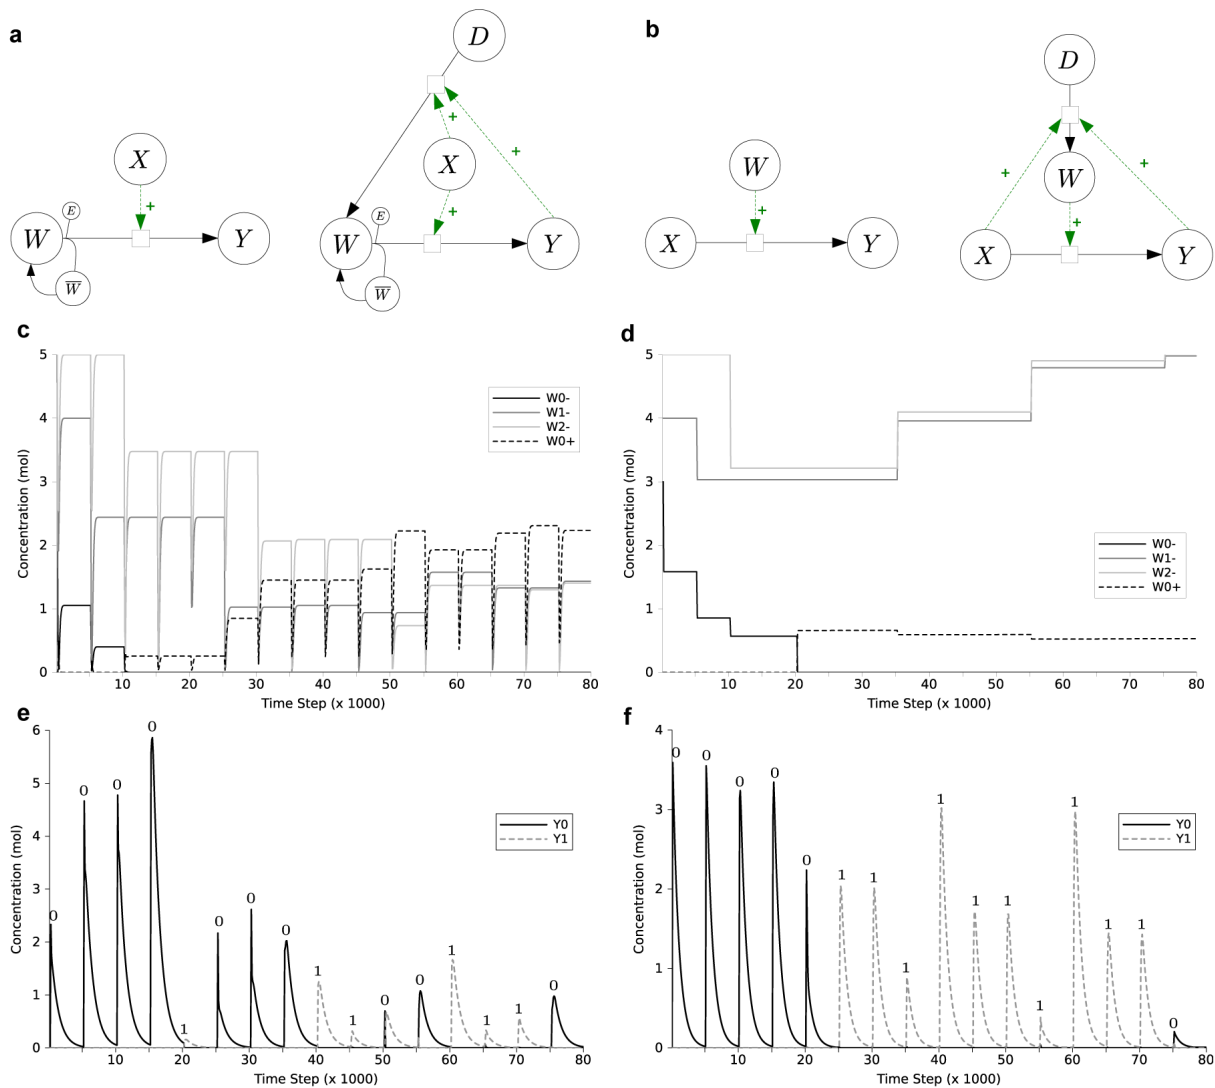 a
b
D
X
W
E
W̅
Y
+
D
X
W
E
W̅
Y
+
+
+
W
X
Y
+
D
W
X
Y
+
+
+
c
d
5
4
3
2
1
0
Concentration (mol)
W0-
W1-
W2-
W0+
10 20 30 40 50 60 70 80
Time Step (x 1000)
5
4
3
2
1
0
Concentration (mol)
W0-
W1-
W2-
W0+
10 20 30 40 50 60 70 80
Time Step (x 1000)
e
f
6
5
4
3
2
1
0
Concentration (mol)
Y0
Y1
0 0 0 0 1 0 0 0 1 1 0 0 1 1 1 0
10 20 30 40 50 60 70 80
Time Step (x 1000)
4
3
2
1
0
Concentration (mol)
Y0
Y1
0 0 0 0 0 1 1 1 1 1 1 1 1 1 1 0
10 20 30 40 50 60 70 80
Time Step (x 1000)